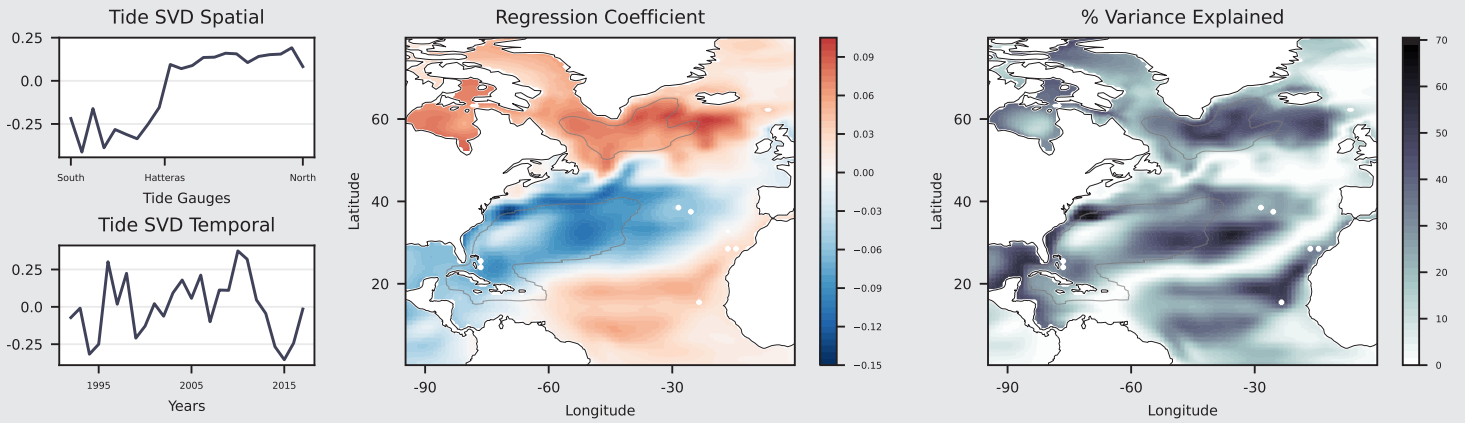 Tide SVD Spatial
0.25
0.0
-0.25
South Hatteras North
Tide Gauges
Tide SVD Temporal
0.25
0.0
-0.25
1995 2005 2015
Years
Regression Coefficient
Latitude
60
40
20
-90 -60 -30
Longitude
0.09
0.06
0.03
0.00
−0.03
−0.06
−0.09
−0.12
−0.15
% Variance Explained
Latitude
60
40
20
-90 -60 -30
Longitude
70
60
50
40
30
20
10
0